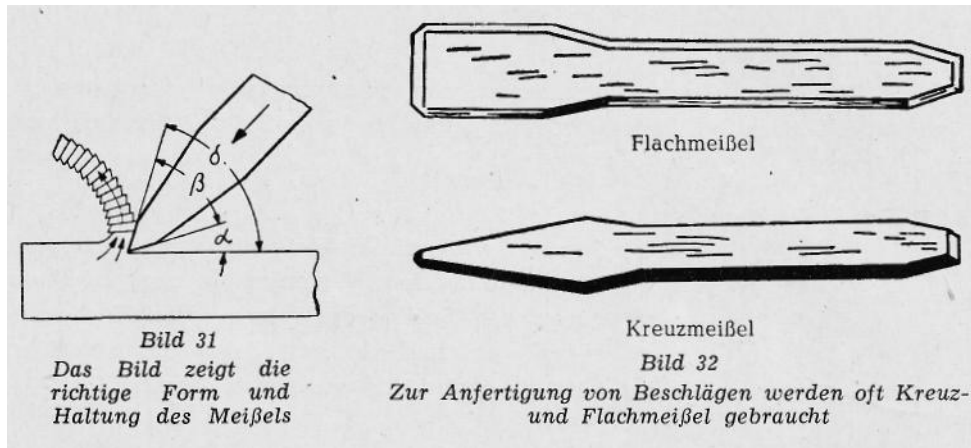 δ
β
α
Bild 31
Das Bild zeigt die
richtige Form und
Haltung des Meißels
Flachmeißel
Kreuzmeißel
Bild 32
Zur Anfertigung von Beschlägen werden oft Kreuz-
und Flachmeißel gebraucht